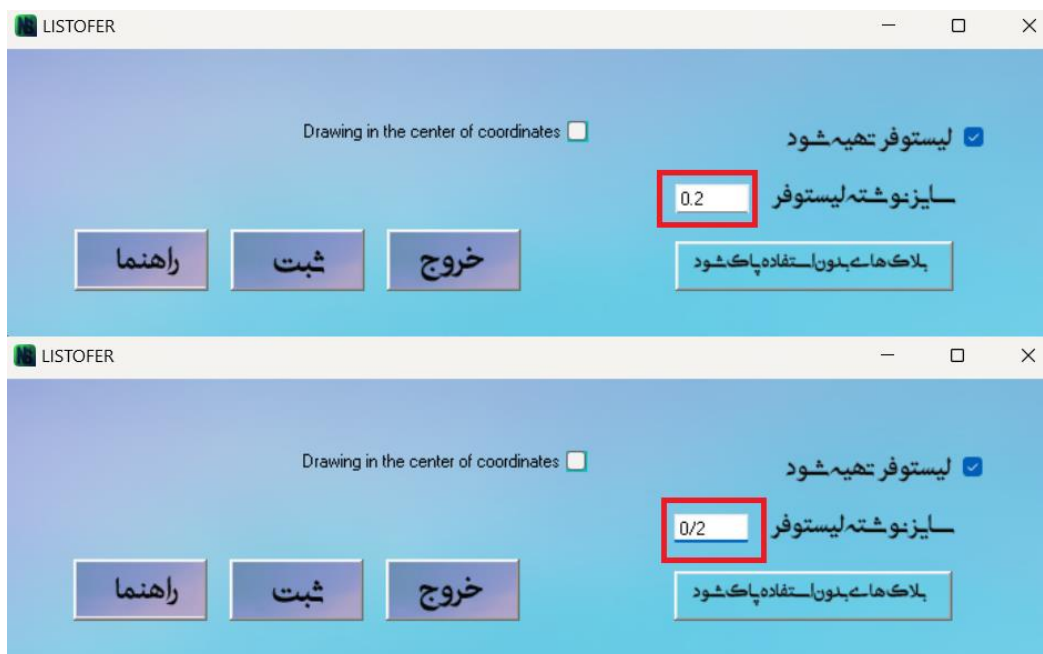 LISTOFER
Drawing in the center of coordinates
لیستوفر تهیه شود
سایز نوشته لیستوفر 0.2
بلاک های بدون استفاده پاک شود
خروج
ثبت
راهنما
LISTOFER
Drawing in the center of coordinates
لیستوفر تهیه شود
سایز نوشته لیستوفر 0/2
بلاک های بدون استفاده پاک شود
خروج
ثبت
راهنما